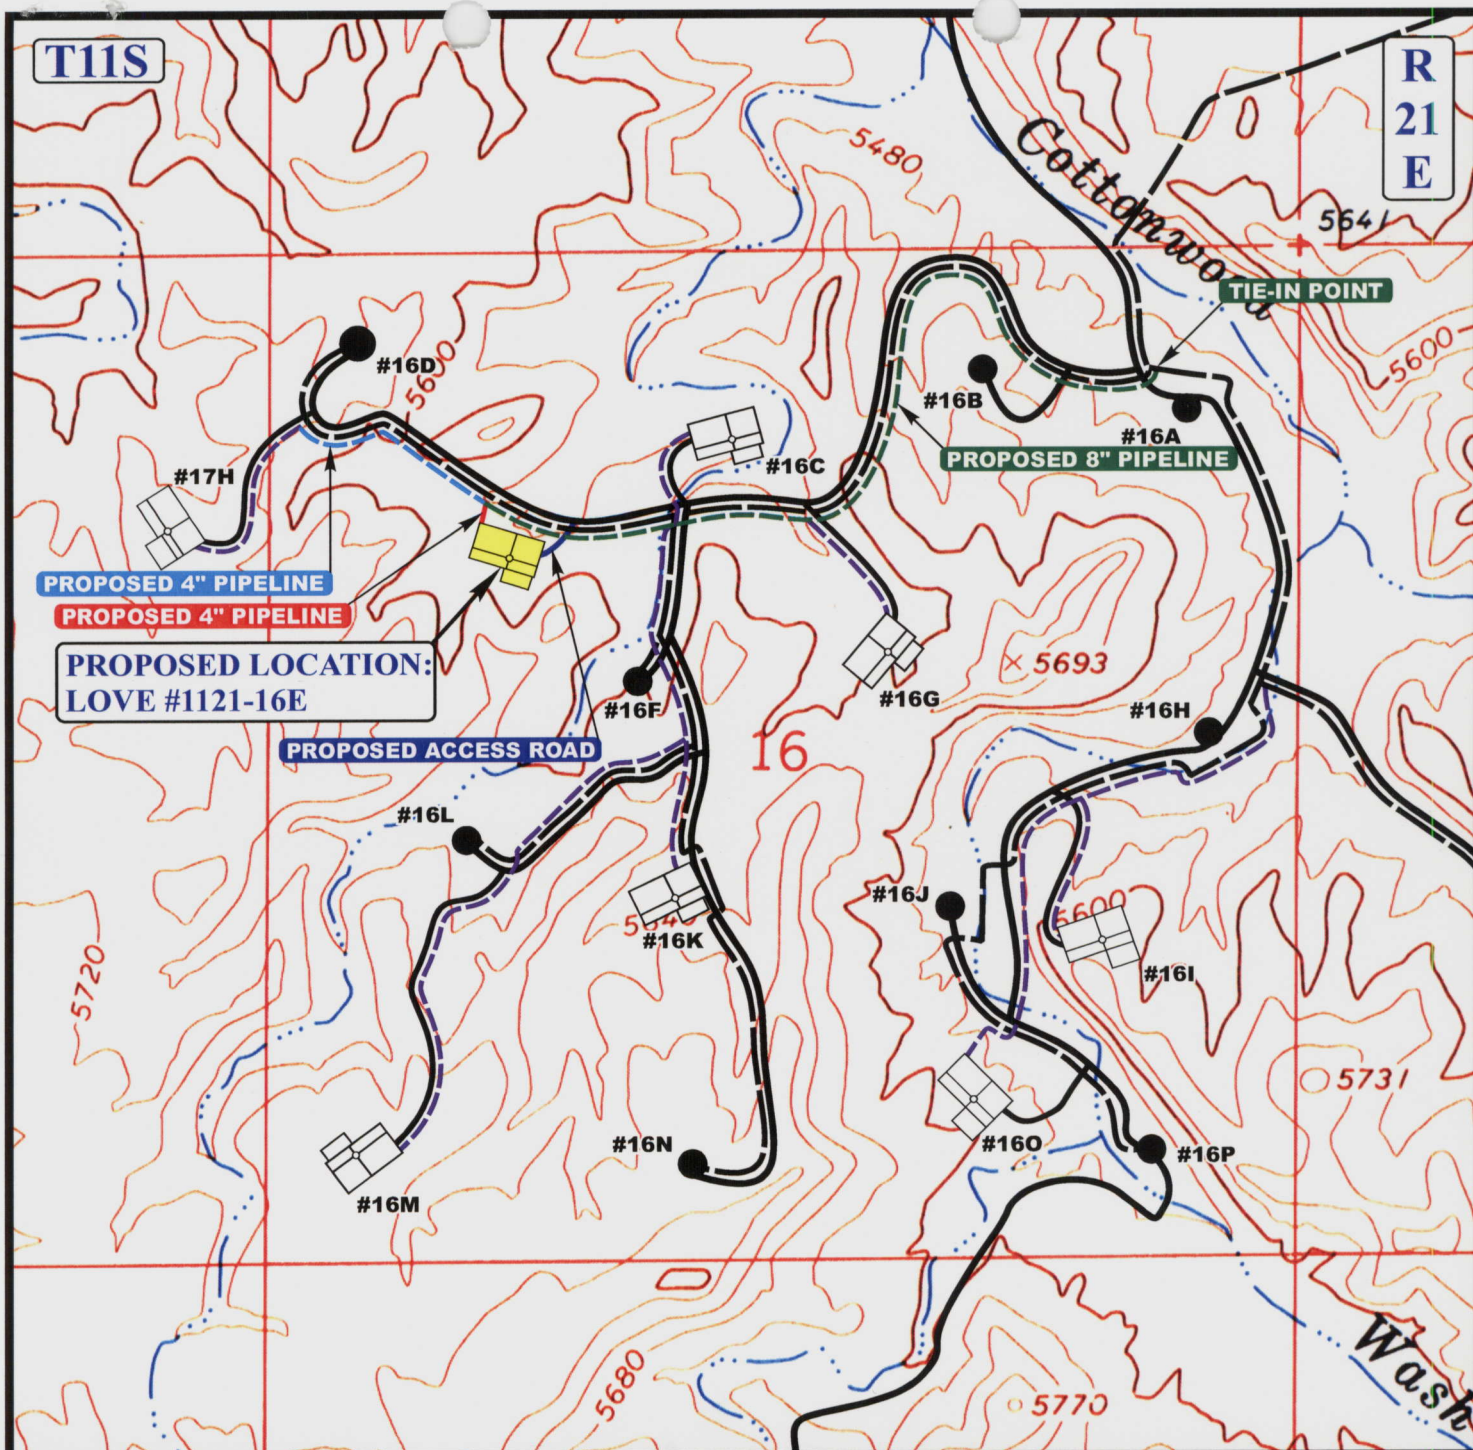 T11S
R
21
E
Cottonwood
5480
5641
TIE-IN POINT
5600
#16D
5600
#16B
#16A
PROPOSED 8" PIPELINE
#16C
#17H
PROPOSED 4" PIPELINE
PROPOSED 4" PIPELINE
PROPOSED LOCATION:
LOVE #1121-16E
5693
#16G
#16F
#16H
PROPOSED ACCESS ROAD
16
#16L
#16J
5600
#16K
#16I
5720
5731
#16N
#16O
#16P
#16M
5680
5770
Wash